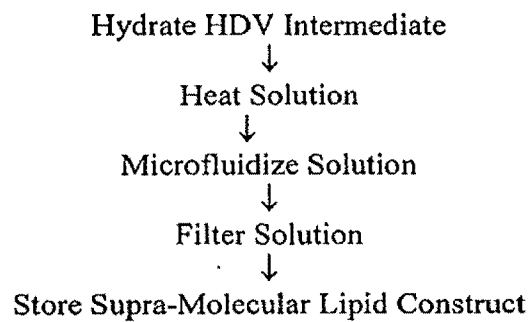 Hydrate HDV Intermediate
↓
Heat Solution
↓
Microfluidize Solution
↓
Filter Solution
↓
Store Supra-Molecular Lipid Construct